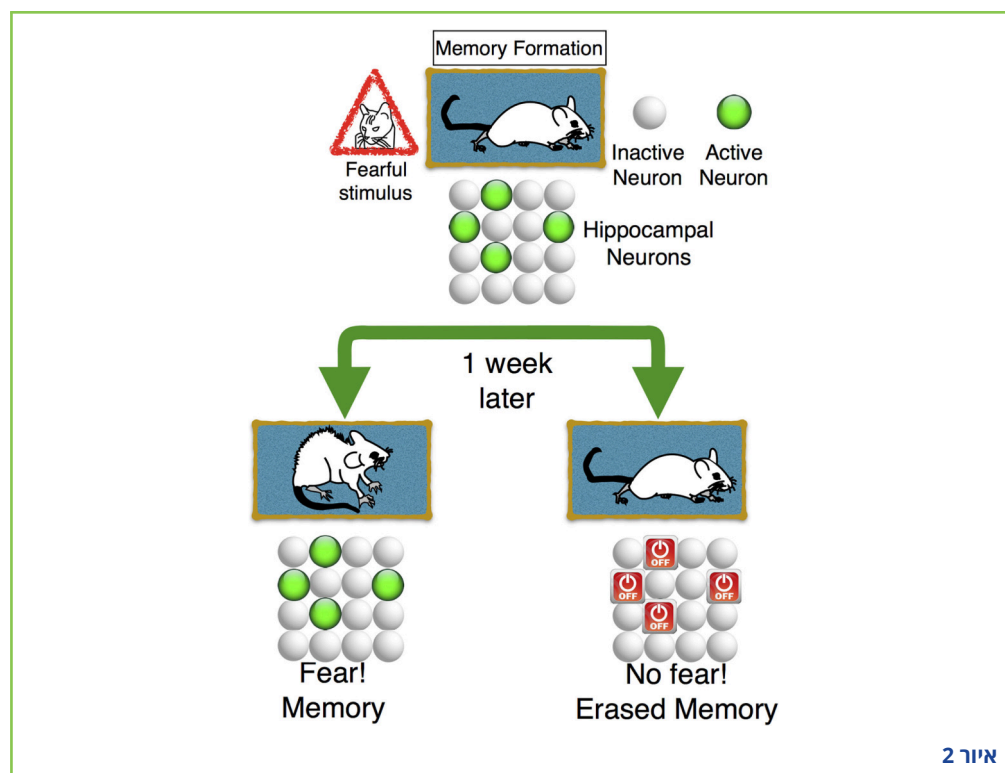 Memory Formation
Fearful
stimulus
Inactive
Neuron
Active
Neuron
Hippocampal
Neurons
1 week
later
OFF
OFF
OFF
OFF
Fear!
Memory
No fear!
Erased Memory
איור 2